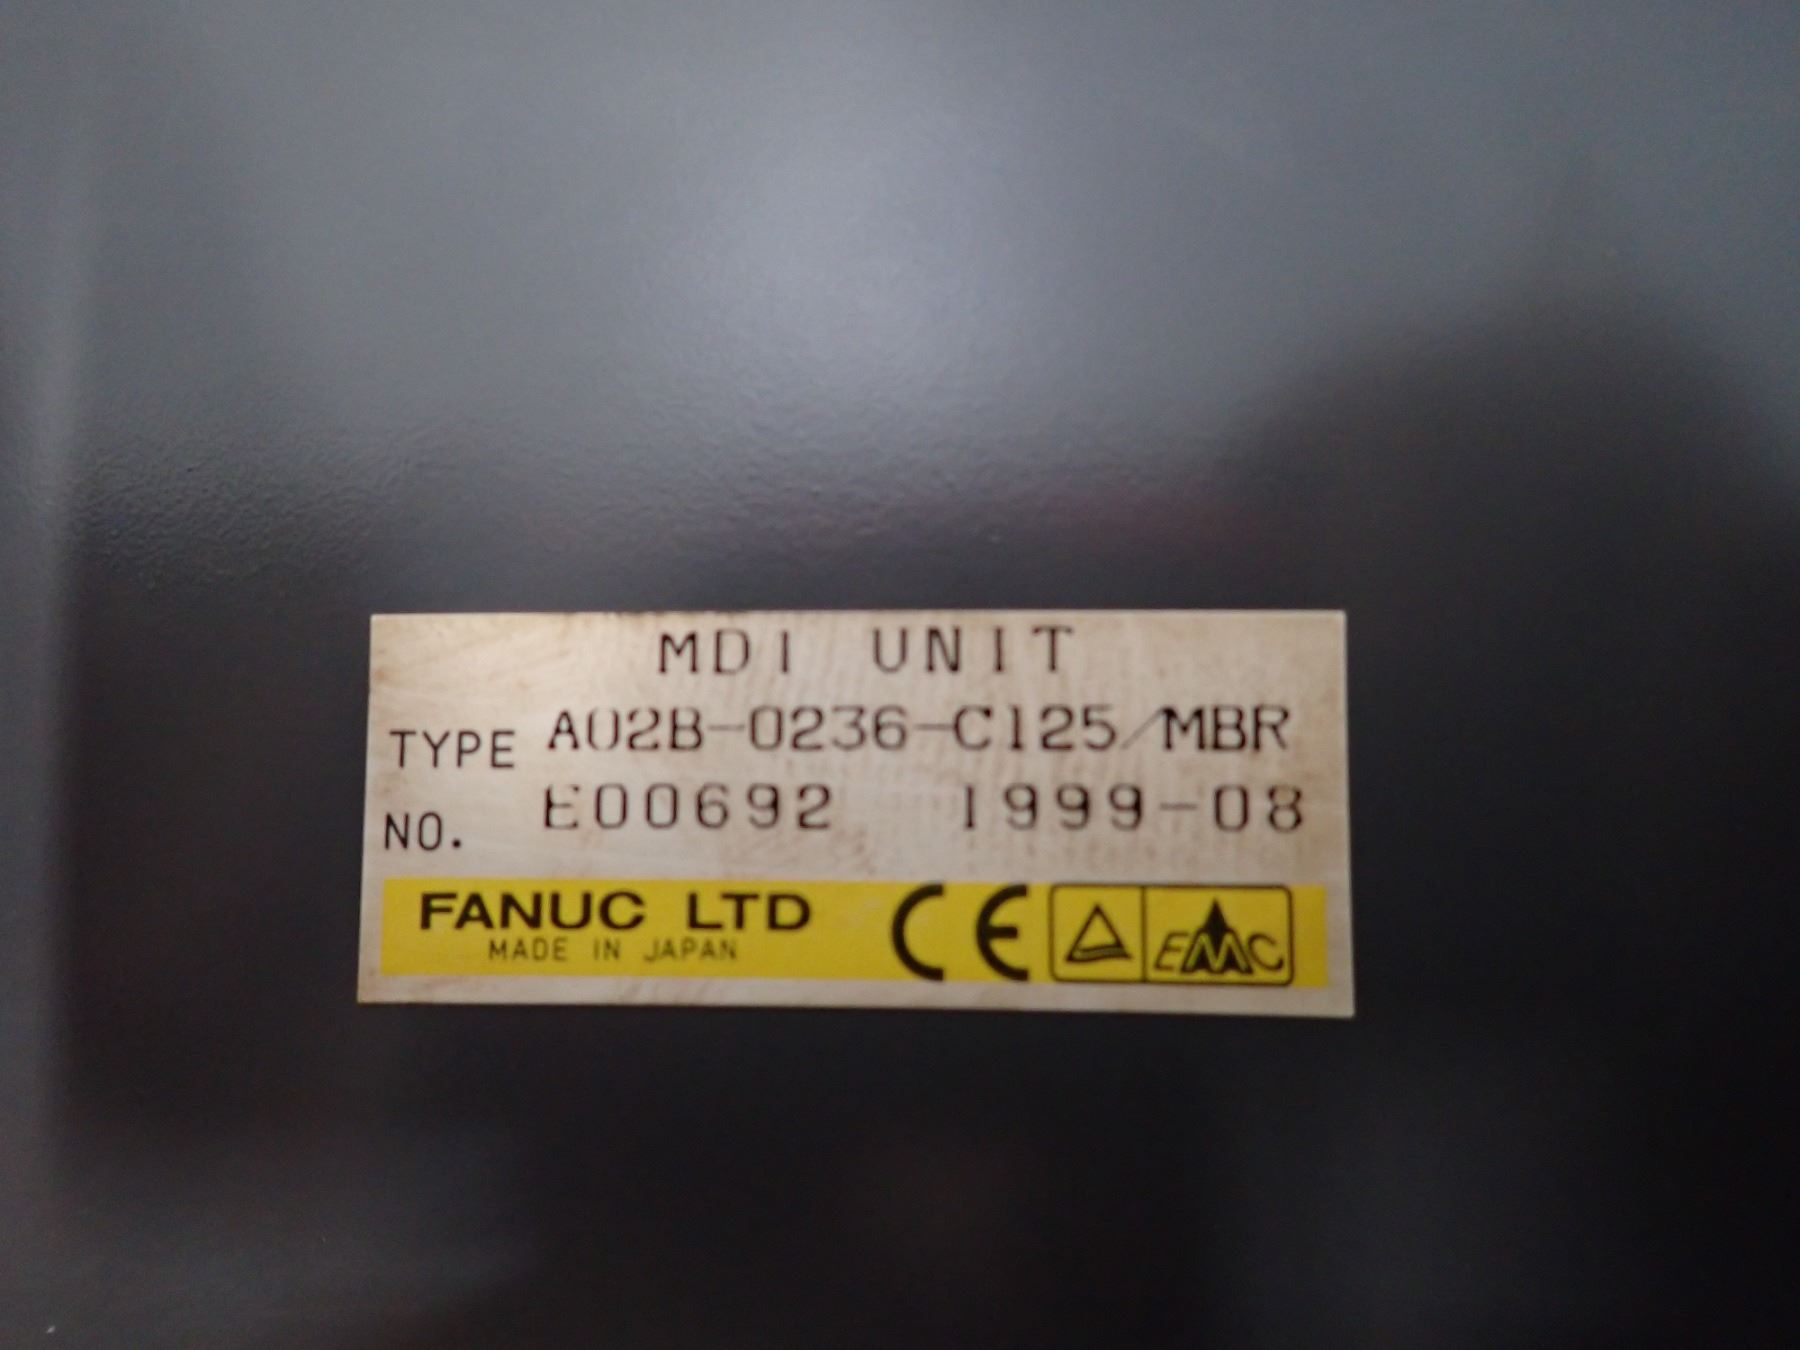 MDI UNIT
TYPE A02B-0236-C125/MBR
NO. E00692 1999-08
FANUC LTD
MADE IN JAPAN
CE
EMC